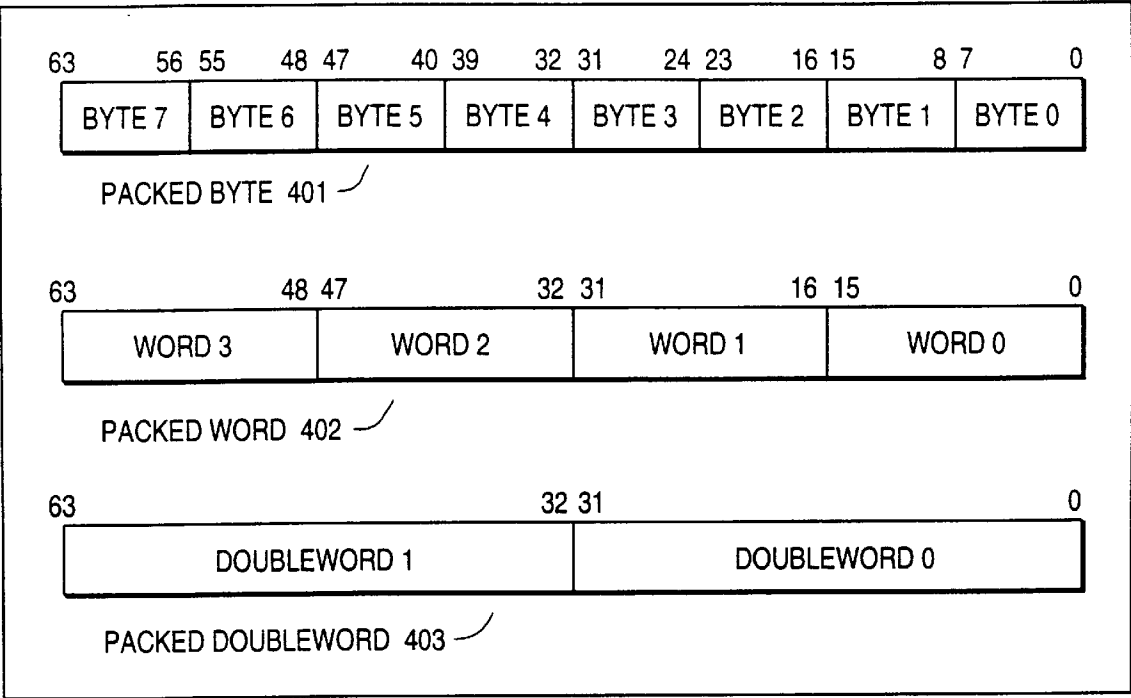 63 56 55 48 47 40 39 32 31 24 23 16 15 8 7 0
BYTE 7 BYTE 6 BYTE 5 BYTE 4 BYTE 3 BYTE 2 BYTE 1 BYTE 0
PACKED BYTE 401
63 48 47 32 31 16 15 0
WORD 3 WORD 2 WORD 1 WORD 0
PACKED WORD 402
63 32 31 0
DOUBLEWORD 1 DOUBLEWORD 0
PACKED DOUBLEWORD 403